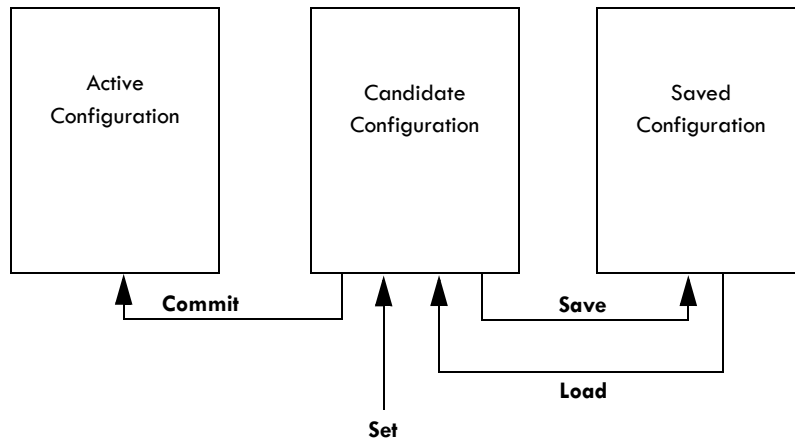 Active
Configuration
Candidate
Configuration
Saved
Configuration
Commit
Save
Load
Set